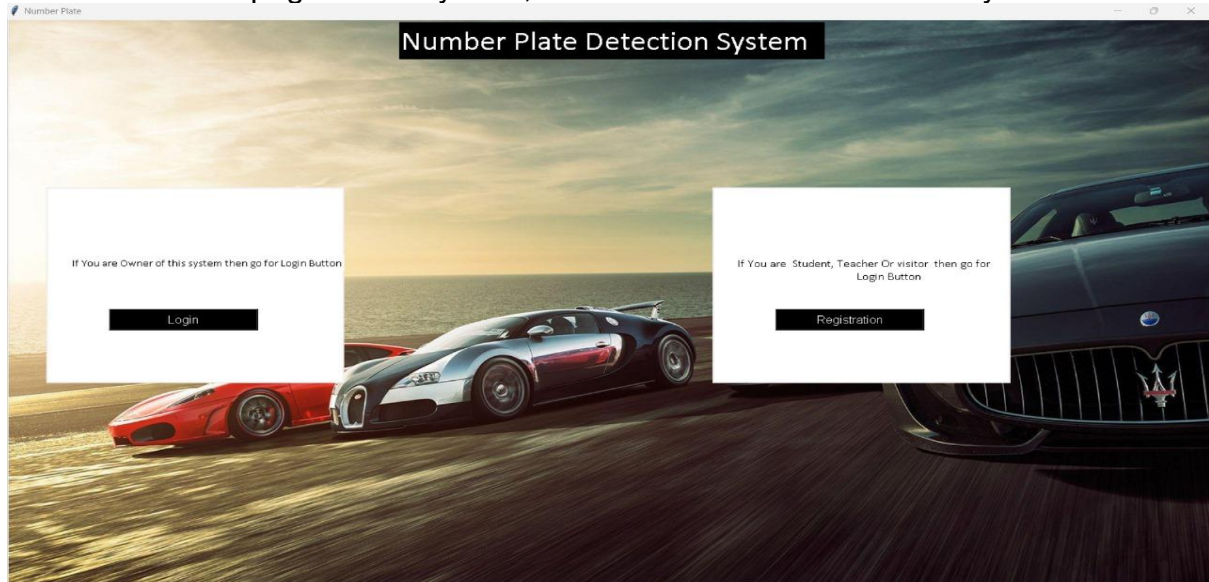 Number Plate
Number Plate Detection System
If You are Owner of this system then go for Login Button
Login
If You are Student, Teacher Or visitor then go for
Login Button
Registration